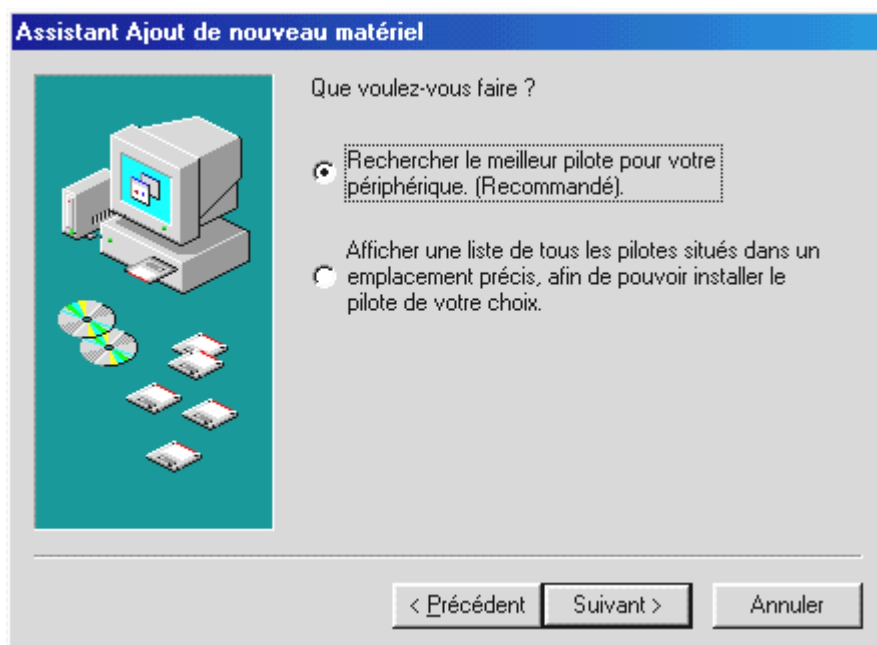 Assistant Ajout de nouveau matériel
Que voulez-vous faire ?
Rechercher le meilleur pilote pour votre
périphérique. (Recommandé).
Afficher une liste de tous les pilotes situés dans un
emplacement précis, afin de pouvoir installer le
pilote de votre choix.
< Précédent
Suivant >
Annuler